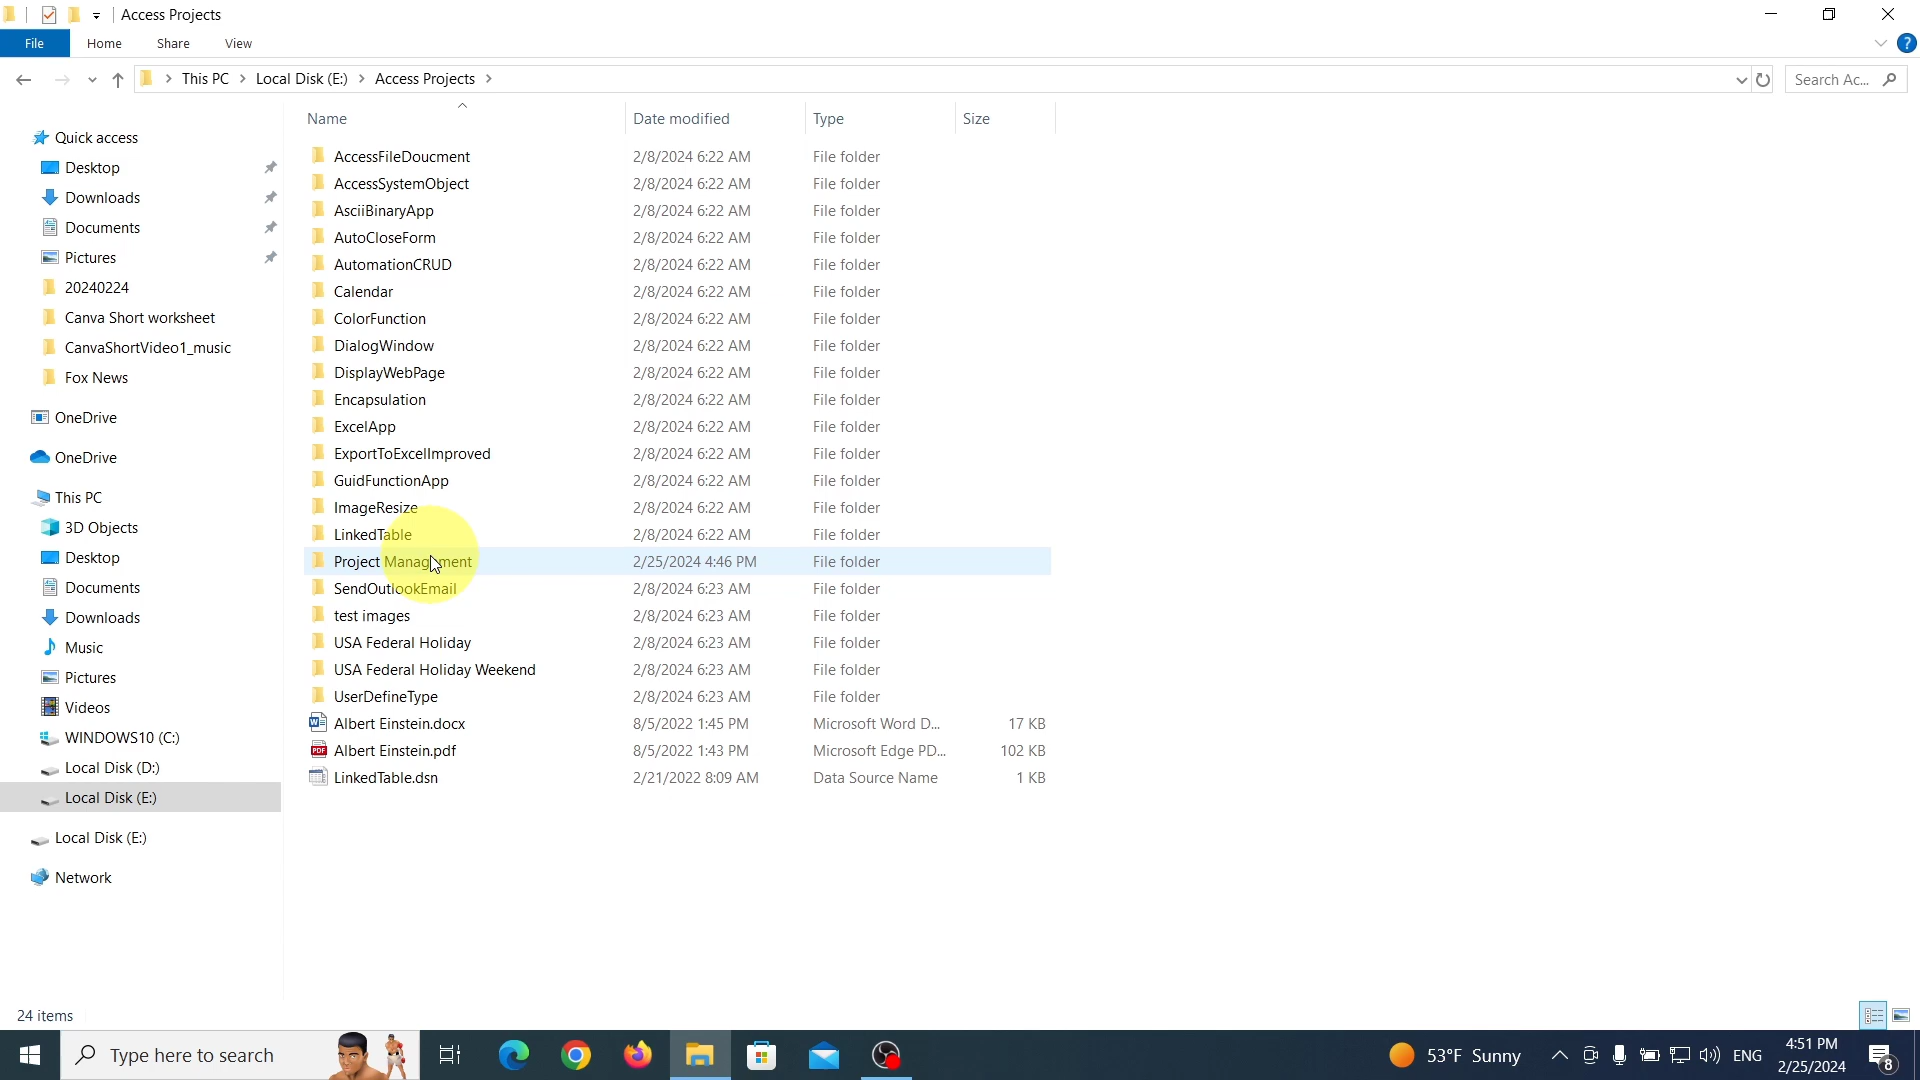 Access Projects
File Home Share View
This PC Local Disk (E:) Access Projects Search Ac...
Name Date modified Type Size
Quick access
Desktop
Downloads
Documents
Pictures
20240224
Canva Short worksheet
CanvaShortVideo1_music
Fox News
OneDrive
OneDrive
This PC
3D Objects
Desktop
Documents
Downloads
Music
Pictures
Videos
WINDOWS10 (C:)
Local Disk (D:)
Local Disk (E:)
Local Disk (E:)
Network
AccessFileDoucment 2/8/2024 6:22 AM File folder
AccessSystemObject 2/8/2024 6:22 AM File folder
AsciiBinaryApp 2/8/2024 6:22 AM File folder
AutoCloseForm 2/8/2024 6:22 AM File folder
AutomationCRUD 2/8/2024 6:22 AM File folder
Calendar 2/8/2024 6:22 AM File folder
ColorFunction 2/8/2024 6:22 AM File folder
DialogWindow 2/8/2024 6:22 AM File folder
DisplayWebPage 2/8/2024 6:22 AM File folder
Encapsulation 2/8/2024 6:22 AM File folder
ExcelApp 2/8/2024 6:22 AM File folder
ExportToExcelImproved 2/8/2024 6:22 AM File folder
GuidFunctionApp 2/8/2024 6:22 AM File folder
ImageResize 2/8/2024 6:22 AM File folder
LinkedTable 2/8/2024 6:22 AM File folder
Project Management 2/25/2024 4:46 PM File folder
SendOutlookEmail 2/8/2024 6:23 AM File folder
test images 2/8/2024 6:23 AM File folder
USA Federal Holiday 2/8/2024 6:23 AM File folder
USA Federal Holiday Weekend 2/8/2024 6:23 AM File folder
UserDefineType 2/8/2024 6:23 AM File folder
Albert Einstein.docx 8/5/2022 1:45 PM Microsoft Word D... 17 KB
Albert Einstein.pdf 8/5/2022 1:43 PM Microsoft Edge PD... 102 KB
LinkedTable.dsn 2/21/2022 8:09 AM Data Source Name 1 KB
24 items
Type here to search 53°F Sunny ENG 4:51 PM
2/25/2024 8